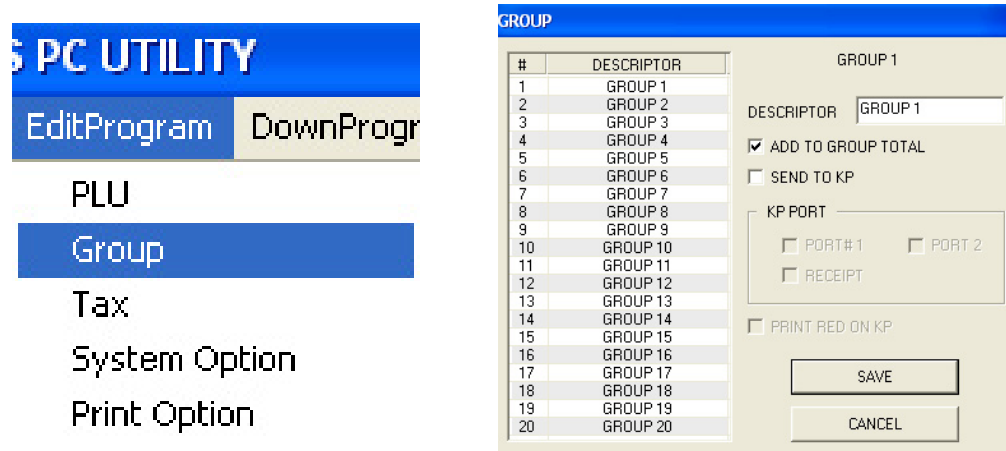 PC UTILITY
EditProgram DownProgr
PLU
Group
Tax
System Option
Print Option
GROUP
# DESCRIPTOR
1 GROUP 1
2 GROUP 2
3 GROUP 3
4 GROUP 4
5 GROUP 5
6 GROUP 6
7 GROUP 7
8 GROUP 8
9 GROUP 9
10 GROUP 10
11 GROUP 11
12 GROUP 12
13 GROUP 13
14 GROUP 14
15 GROUP 15
16 GROUP 16
17 GROUP 17
18 GROUP 18
19 GROUP 19
20 GROUP 20
GROUP 1
DESCRIPTOR GROUP 1
ADD TO GROUP TOTAL
SEND TO KP
KP PORT
PORT# 1 PORT 2
RECEIPT
PRINT RED ON KP
SAVE
CANCEL